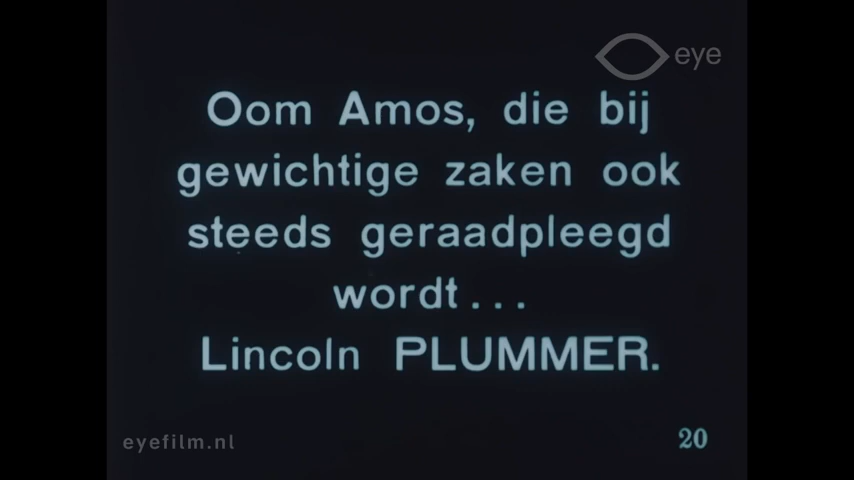 eye
Oom Amos, die bij
gewichtige zaken ook
steeds geraadpleegd
wordt...
Lincoln PLUMMER.
eyefilm.nl
20